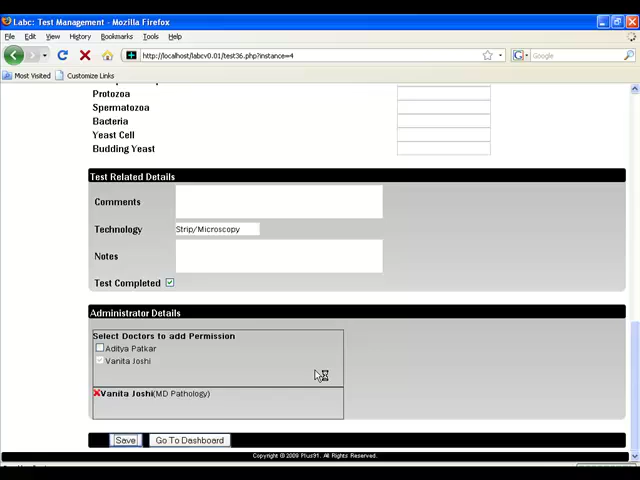 Labc: Test Management - Mozilla Firefox
File Edit View History Bookmarks Tools Help
http://localhost/labcv0.01/test36.php?instance=4
Google
Most Visited Customize Links
Protozoa
Spermatozoa
Bacteria
Yeast Cell
Budding Yeast
Test Related Details
Comments
Technology Strip/Microscopy
Notes
Test Completed
Administrator Details
Select Doctors to add Permission
Aditya Patkar
Vanita Joshi
Vanita Joshi(MD Pathology)
Save Go To Dashboard
Copyright © 2009 Plus91. All Rights Reserved.